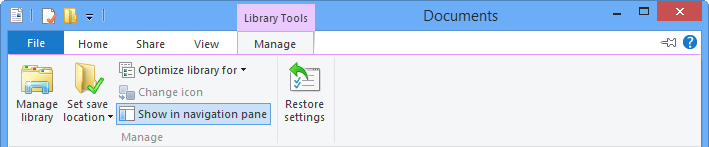 Library Tools
Documents
File Home Share View Manage
Manage library
Set save location
Optimize library for
Change icon
Show in navigation pane
Restore settings
Manage